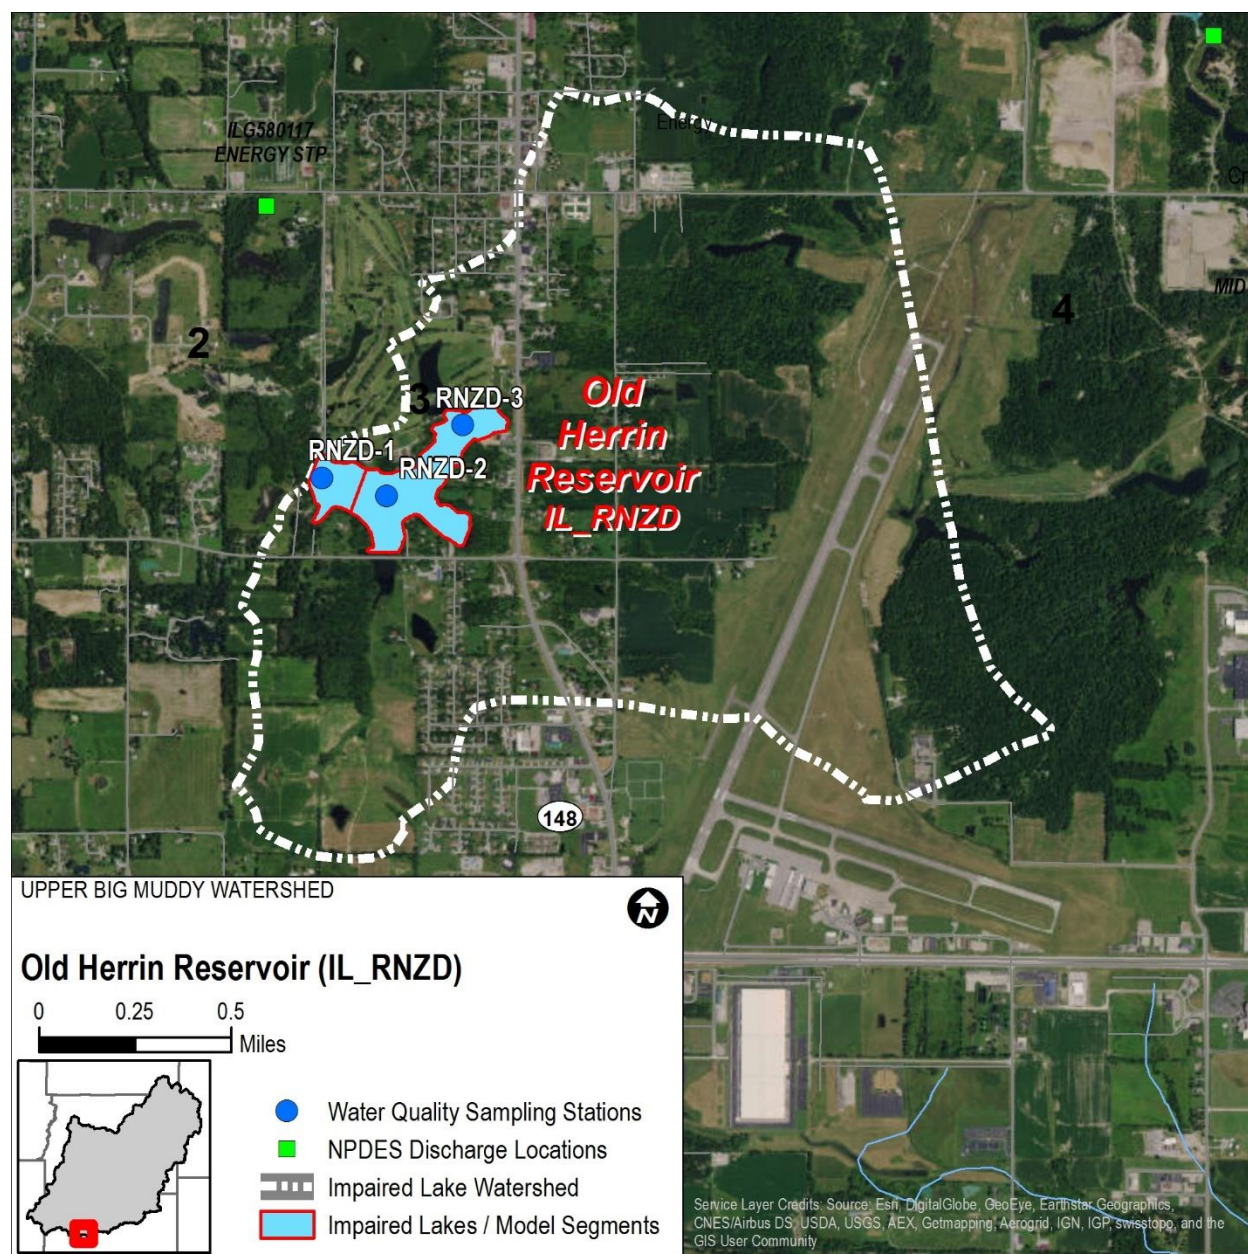 ILG580117
ENERGY STP
Energy
2
4
3
RNZD-3
RNZD-1
RNZD-2
Old
Herrin
Reservoir
IL_RNZD
148
UPPER BIG MUDDY WATERSHED
N
Old Herrin Reservoir (IL_RNZD)
0 0.25 0.5
Miles
Water Quality Sampling Stations
NPDES Discharge Locations
Impaired Lake Watershed
Impaired Lakes / Model Segments
Service Layer Credits: Source: Esri, DigitalGlobe, GeoEye, Earthstar Geographics,
CNES/Airbus DS, USDA, USGS, AEX, Getmapping, Aerogrid, IGN, IGP, swisstopo, and the
GIS User Community